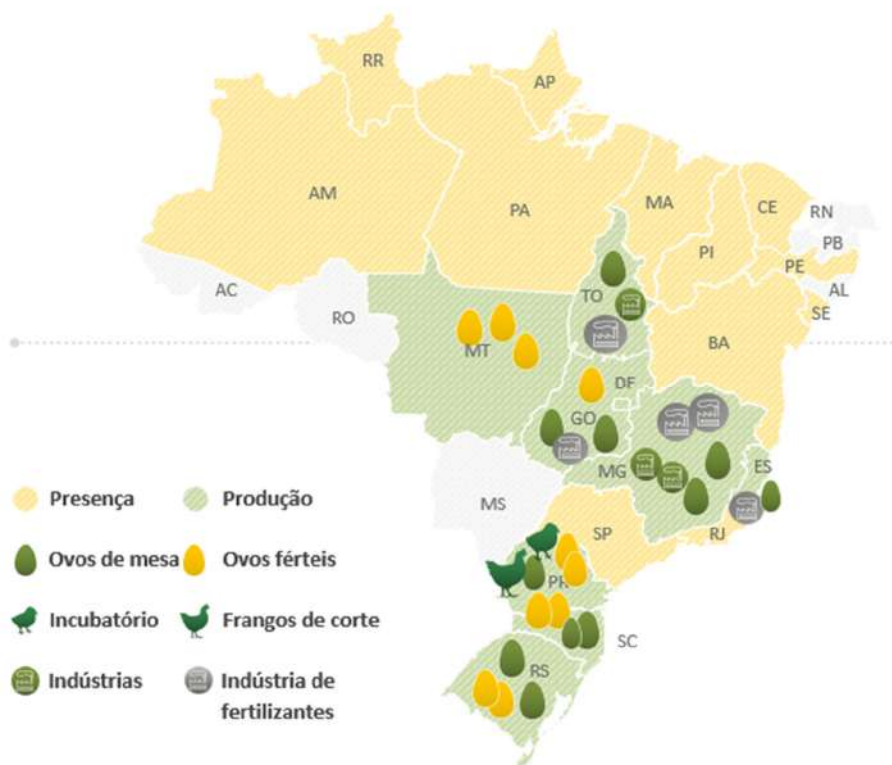 RR
AP
AM
PA
MA
CE
RN
PI
PB
PE
AL
SE
AC
RO
TO
BA
MT
DF
GO
MG
ES
MS
SP
RJ
PR
SC
RS
Presença
Produção
Ovos de mesa
Ovos férteis
Incubatório
Frangos de corte
Indústrias
Indústria de
fertilizantes